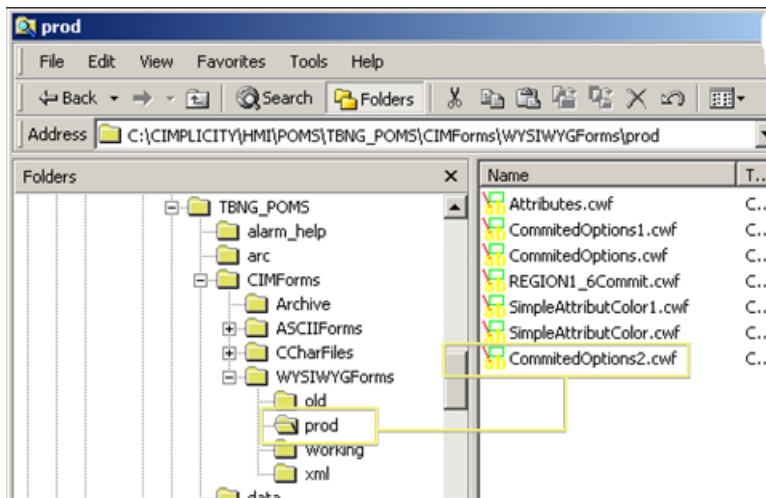 prod
File Edit View Favorites Tools Help
Back Search Folders
Address C:\CIMPLICITY\HMI\POMS\TBNG_POMS\CIMForms\WYSIWYGForms\prod
Folders
TBNG_POMS
alarm_help
arc
CIMForms
Archive
ASCIIForms
CCharFiles
WYSIWYGForms
old
prod
Working
xml
data
Name T..
Attributes.cwf C..
CommitedOptions1.cwf C..
CommitedOptions.cwf C..
REGION1_6Commit.cwf C..
SimpleAttributColor1.cwf C..
SimpleAttributColor.cwf C..
CommitedOptions2.cwf C..